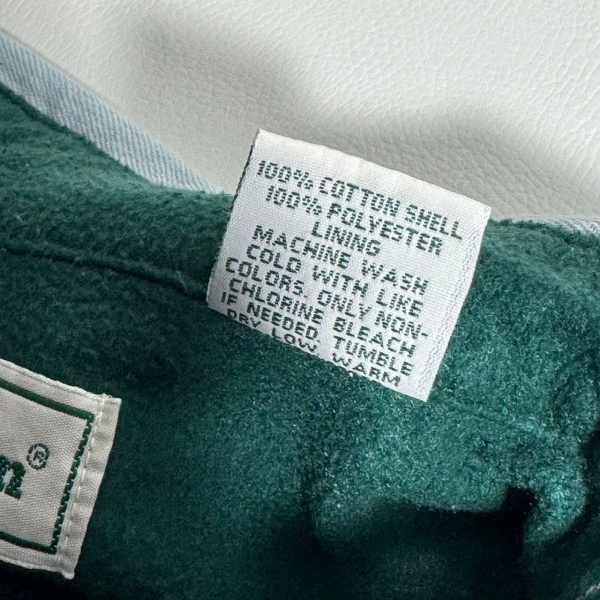 100% COTTON SHELL
100% POLYESTER
LINING
MACHINE WASH
COLD WITH LIKE
COLORS. ONLY NON-
CHLORINE BLEACH
IF NEEDED. TUMBLE
DRY LOW. WARM
n®